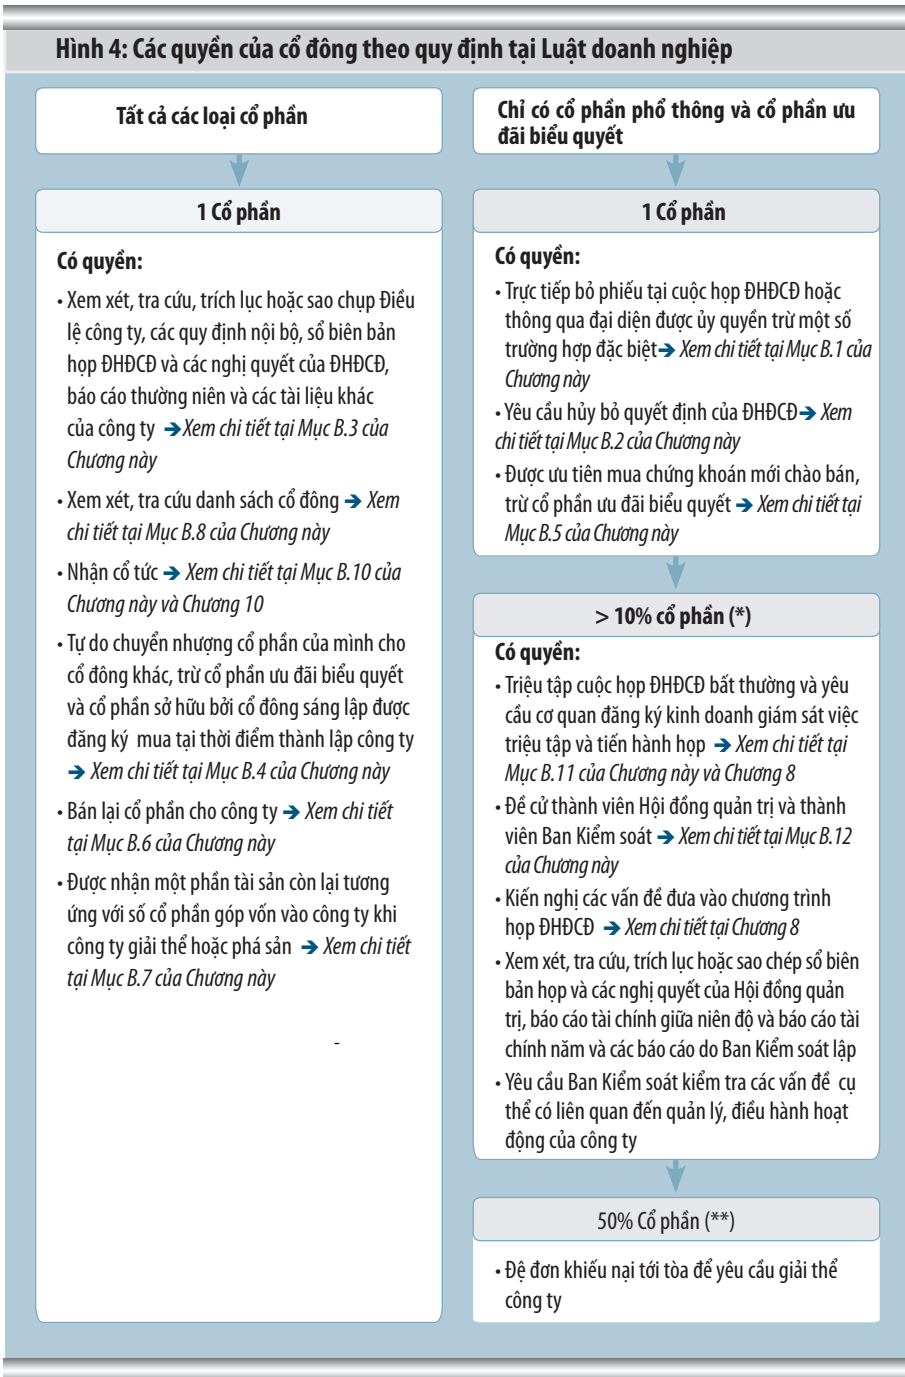 Hình 4: Các quyền của cổ đông theo quy định tại Luật doanh nghiệp
Tất cả các loại cổ phần
1 Cổ phần
Có quyền:
• Xem xét, tra cứu, trích lục hoặc sao chụp Điều
lệ công ty, các quy định nội bộ, sổ biên bản
họp ĐHĐCĐ và các nghị quyết của ĐHĐCĐ,
báo cáo thường niên và các tài liệu khác
của công ty ➔Xem chi tiết tại Mục B.3 của
Chương này
• Xem xét, tra cứu danh sách cổ đông ➔ Xem
chi tiết tại Mục B.8 của Chương này
• Nhận cổ tức ➔ Xem chi tiết tại Mục B.10 của
Chương này và Chương 10
• Tự do chuyển nhượng cổ phần của mình cho
cổ đông khác, trừ cổ phần ưu đãi biểu quyết
và cổ phần sở hữu bởi cổ đông sáng lập được
đăng ký mua tại thời điểm thành lập công ty
➔ Xem chi tiết tại Mục B.4 của Chương này
• Bán lại cổ phần cho công ty ➔ Xem chi tiết
tại Mục B.6 của Chương này
• Được nhận một phần tài sản còn lại tương
ứng với số cổ phần góp vốn vào công ty khi
công ty giải thể hoặc phá sản ➔ Xem chi tiết
tại Mục B.7 của Chương này
-
Chỉ có cổ phần phổ thông và cổ phần ưu
đãi biểu quyết
1 Cổ phần
Có quyền:
• Trực tiếp bỏ phiếu tại cuộc họp ĐHĐCĐ hoặc
thông qua đại diện được ủy quyền trừ một số
trường hợp đặc biệt➔ Xem chi tiết tại Mục B.1 của
Chương này
• Yêu cầu hủy bỏ quyết định của ĐHĐCĐ➔ Xem
chi tiết tại Mục B.2 của Chương này
• Được ưu tiên mua chứng khoán mới chào bán,
trừ cổ phần ưu đãi biểu quyết ➔ Xem chi tiết tại
Mục B.5 của Chương này
> 10% cổ phần (*)
Có quyền:
• Triệu tập cuộc họp ĐHĐCĐ bất thường và yêu
cầu cơ quan đăng ký kinh doanh giám sát việc
triệu tập và tiến hành họp ➔ Xem chi tiết tại
Mục B.11 của Chương này và Chương 8
• Đề cử thành viên Hội đồng quản trị và thành
viên Ban Kiểm soát ➔ Xem chi tiết tại Mục B.12
của Chương này
• Kiến nghị các vấn đề đưa vào chương trình
họp ĐHĐCĐ ➔ Xem chi tiết tại Chương 8
• Xem xét, tra cứu, trích lục hoặc sao chép sổ biên
bản họp và các nghị quyết của Hội đồng quản
trị, báo cáo tài chính giữa niên độ và báo cáo tài
chính năm và các báo cáo do Ban Kiểm soát lập
• Yêu cầu Ban Kiểm soát kiểm tra các vấn đề cụ
thể có liên quan đến quản lý, điều hành hoạt
động của công ty
50% Cổ phần (**)
• Đệ đơn khiếu nại tới tòa để yêu cầu giải thể
công ty